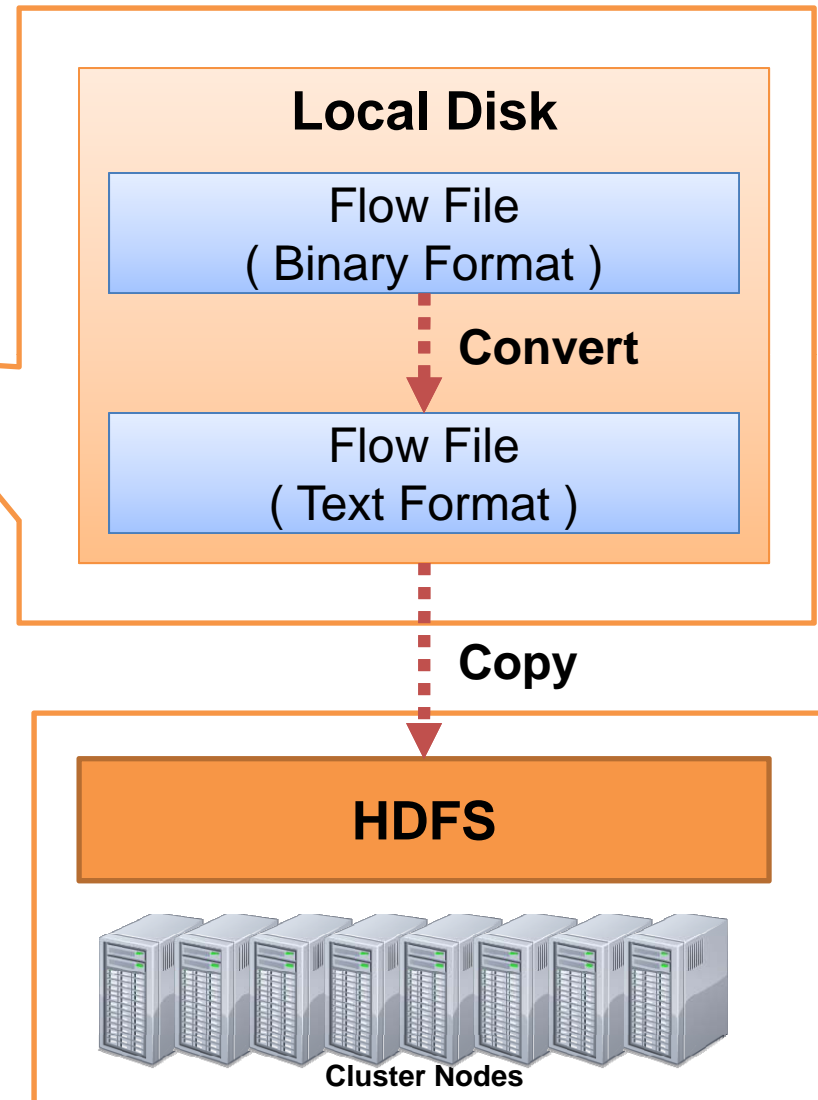 Local Disk
Flow File
( Binary Format )
Convert
Flow File
( Text Format )
Copy
HDFS
Cluster Nodes